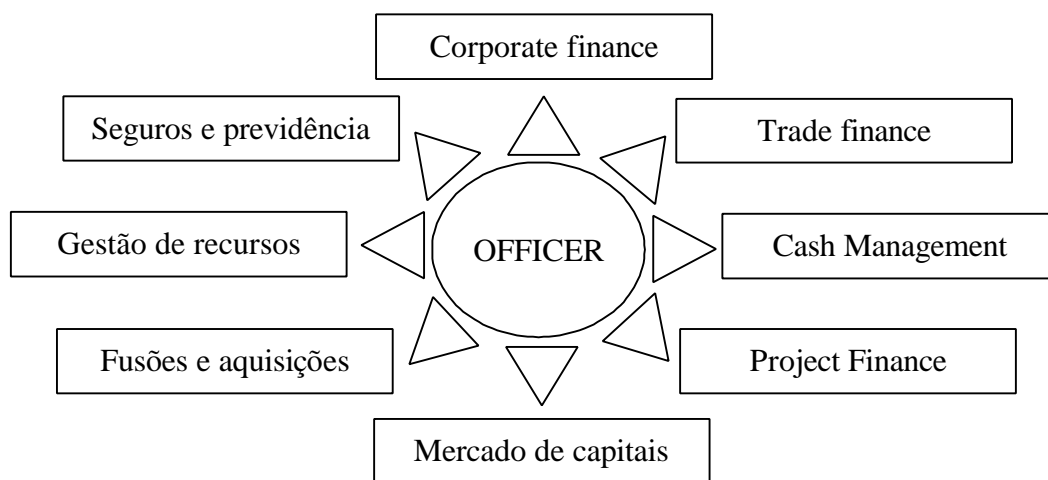 Corporate finance
Seguros e previdência
Trade finance
Gestão de recursos
OFFICER
Cash Management
Fusões e aquisições
Project Finance
Mercado de capitais